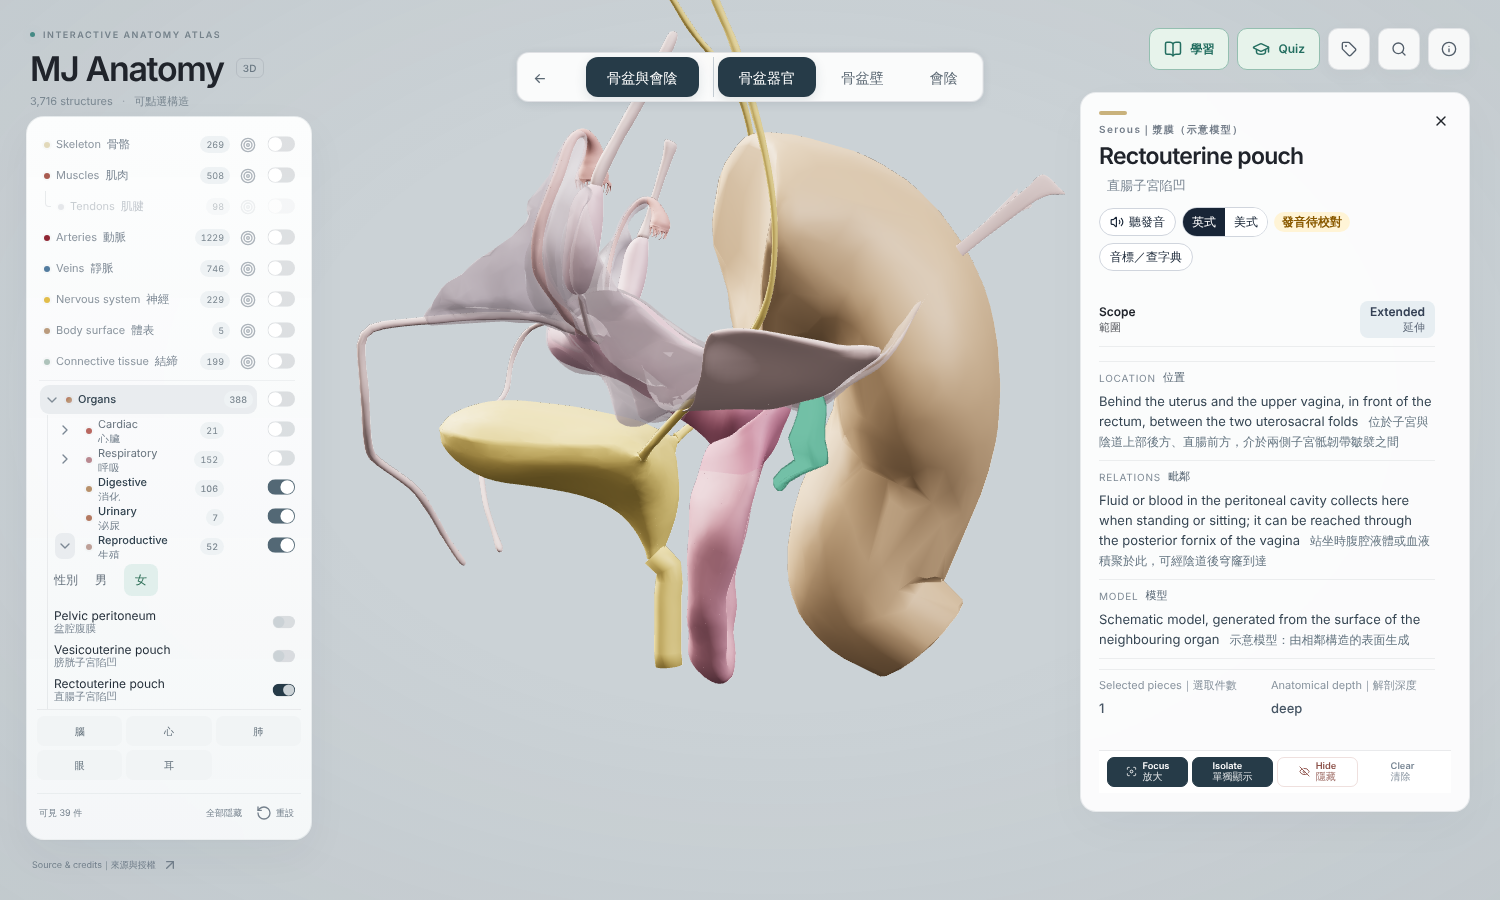 INTERACTIVE ANATOMY ATLAS
MJ Anatomy 3D
3,716 structures · 可點選構造
Skeleton 骨骼 269
Muscles 肌肉 508
Tendons 肌腱 98
Arteries 動脈 1229
Veins 靜脈 746
Nervous system 神經 229
Body surface 體表 5
Connective tissue 結締 199
Organs 388
Cardiac 21
心臟
Respiratory 152
呼吸
Digestive 106
消化
Urinary 7
泌尿
Reproductive 52
生殖
性別 男 女
Pelvic peritoneum
盆腔腹膜
Vesicouterine pouch
膀胱子宮陷凹
Rectouterine pouch
直腸子宮陷凹
腦 心 肺
眼 耳
可見 39 件 全部隱藏 重設
Source & credits｜來源與授權
骨盆與會陰 骨盆器官 骨盆壁 會陰
學習 Quiz
Serous｜漿膜（示意模型）
Rectouterine pouch
直腸子宮陷凹
聽發音 英式 美式 發音待校對
音標／查字典
Scope Extended
範圍 延伸
LOCATION 位置
Behind the uterus and the upper vagina, in front of the
rectum, between the two uterosacral folds 位於子宮與
陰道上部後方、直腸前方，介於兩側子宮骶韌帶皺襞之間
RELATIONS 毗鄰
Fluid or blood in the peritoneal cavity collects here
when standing or sitting; it can be reached through
the posterior fornix of the vagina 站坐時腹腔液體或血液
積聚於此，可經陰道後穹窿到達
MODEL 模型
Schematic model, generated from the surface of the
neighbouring organ 示意模型：由相鄰構造的表面生成
Selected pieces｜選取件數 Anatomical depth｜解剖深度
1 deep
Focus Isolate Hide Clear
放大 單獨顯示 隱藏 清除